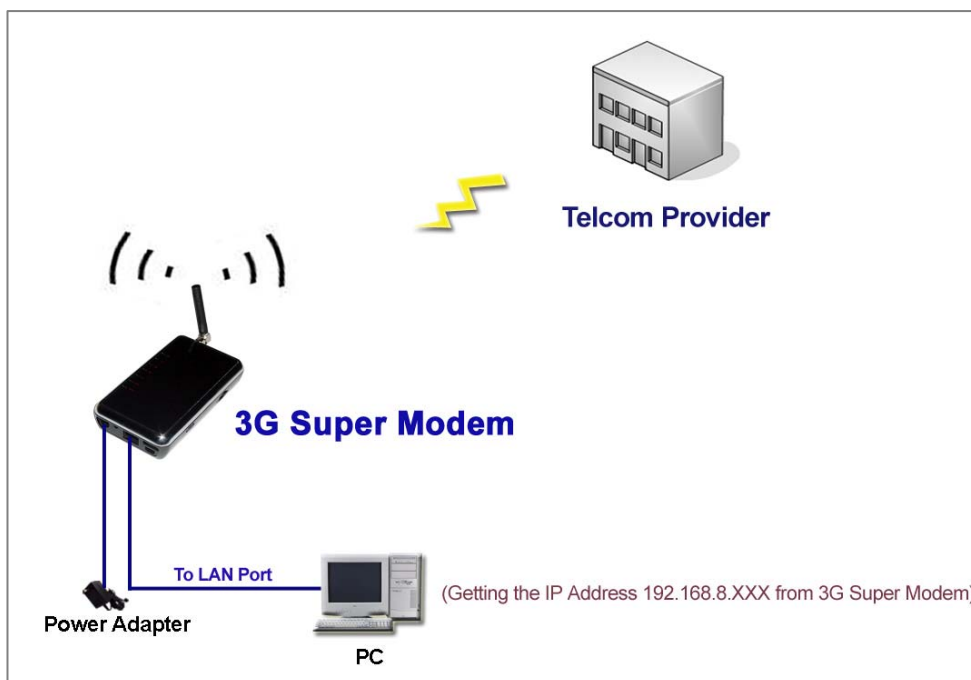 Telcom Provider
3G Super Modem
To LAN Port
(Getting the IP Address 192.168.8.XXX from 3G Super Modem)
Power Adapter
PC